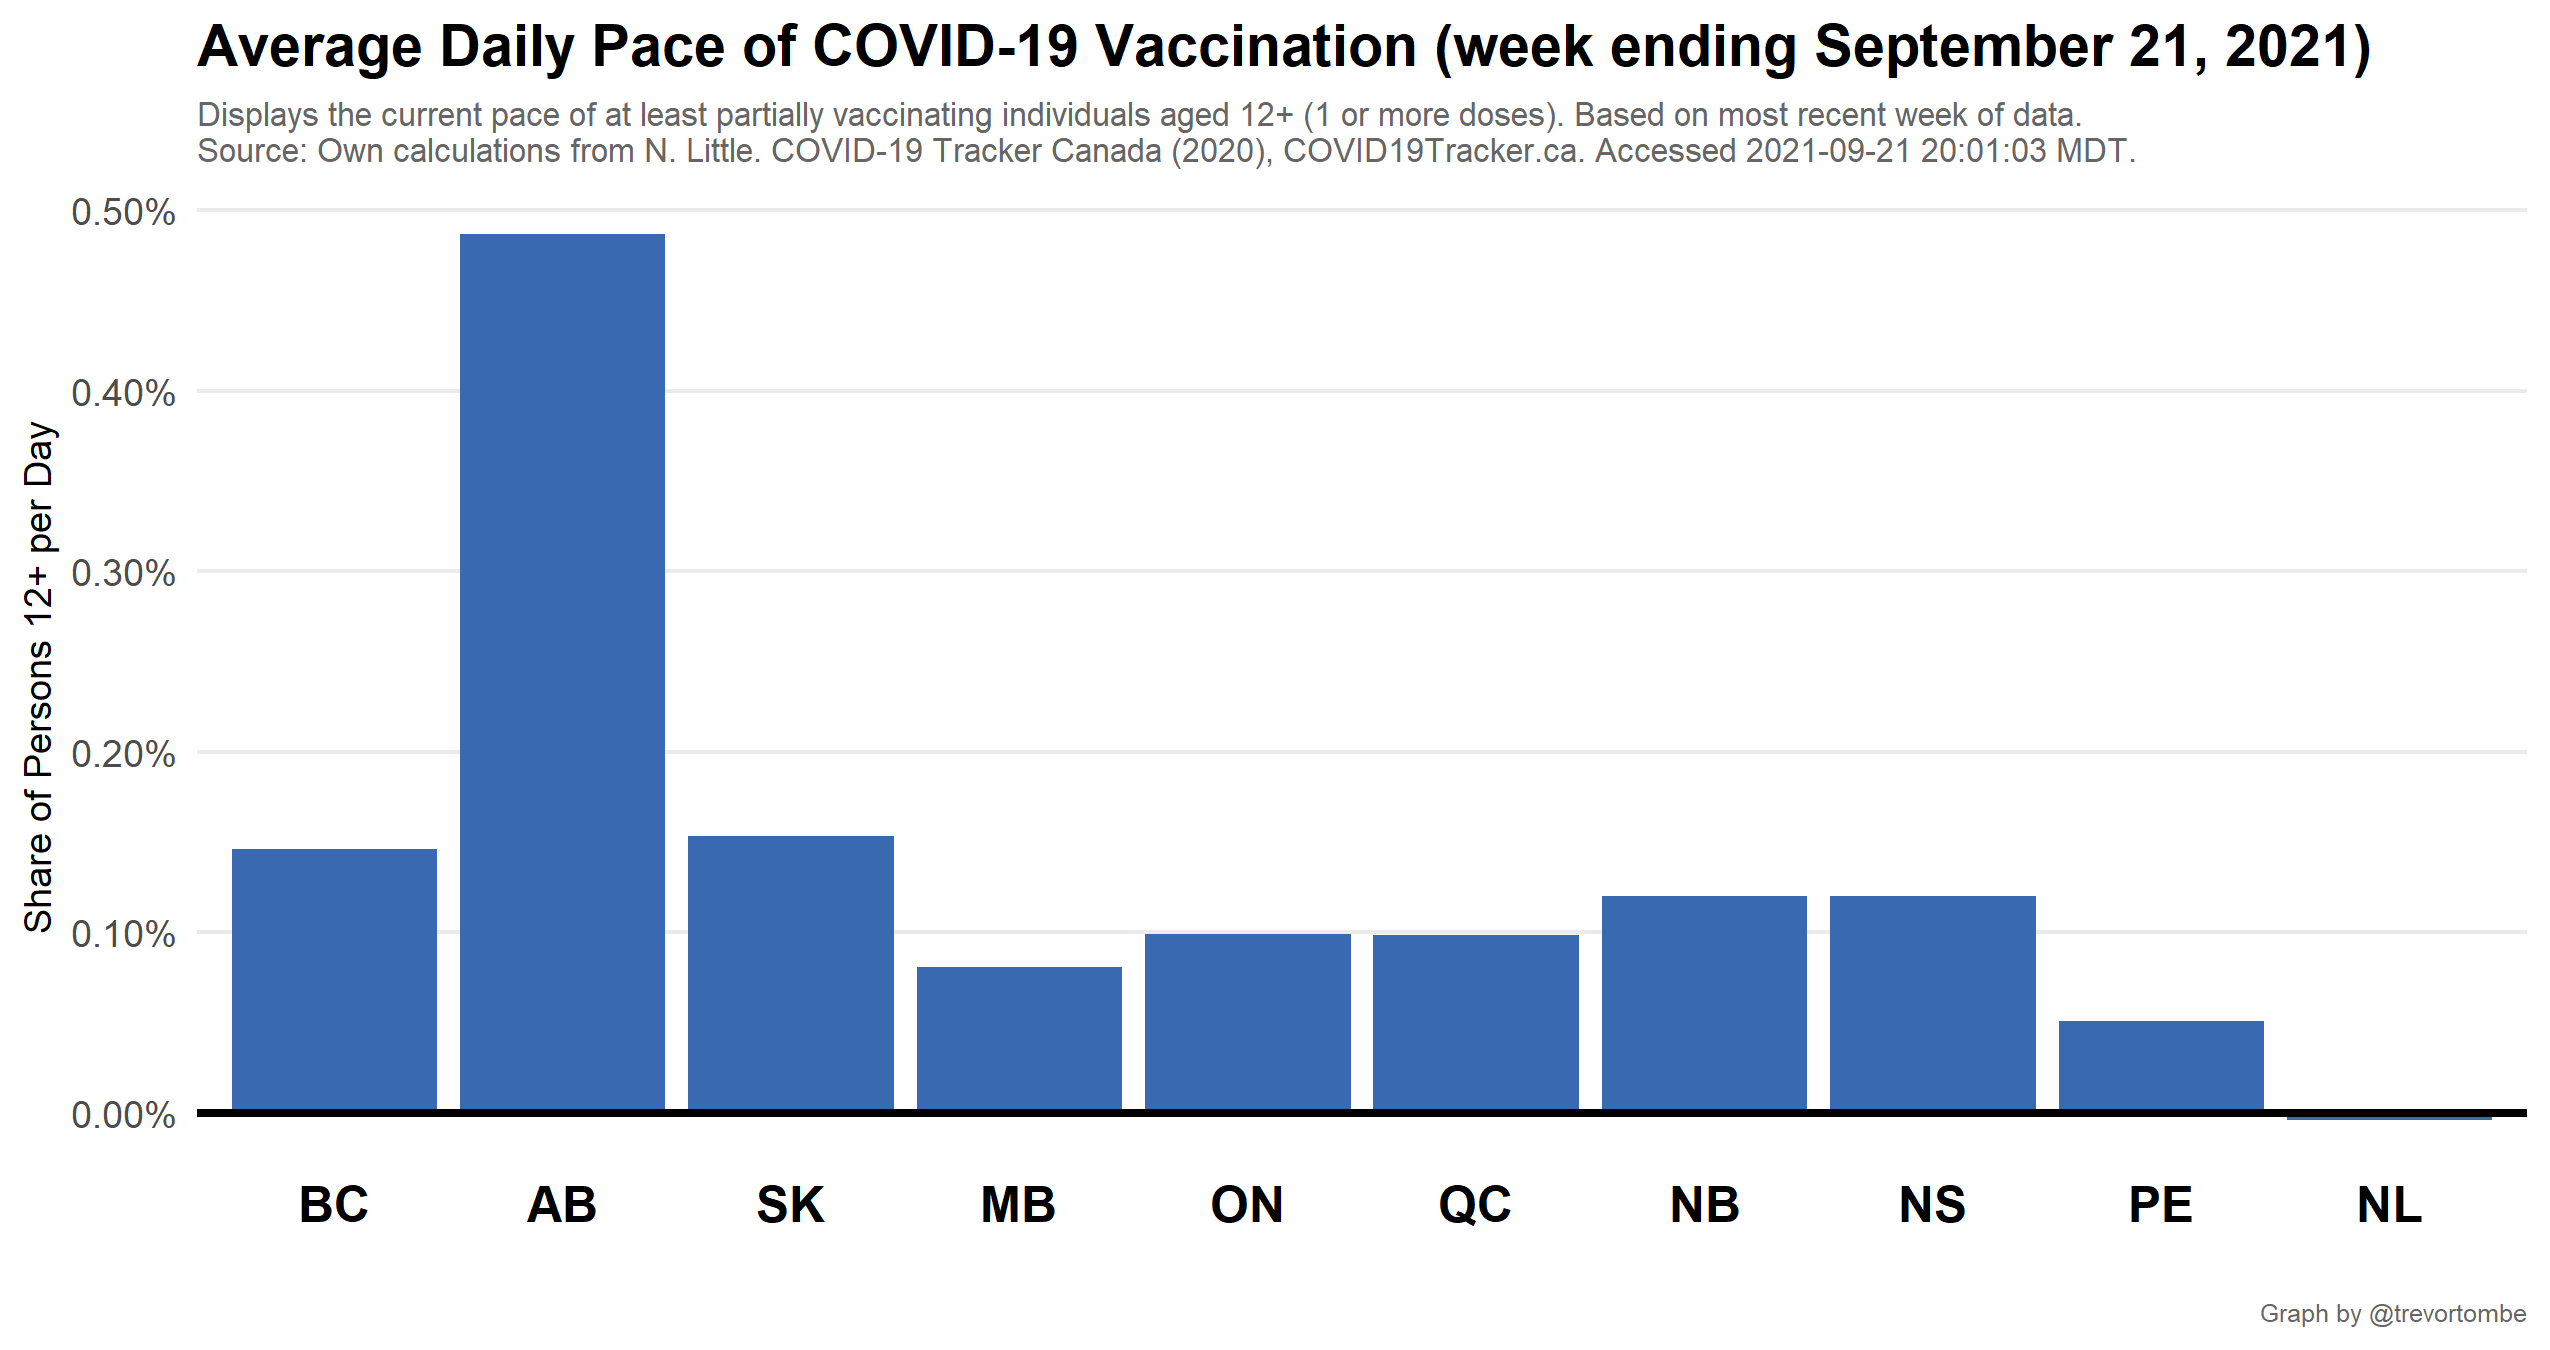 Average Daily Pace of COVID-19 Vaccination (week ending September 21, 2021)
Displays the current pace of at least partially vaccinating individuals aged 12+ (1 or more doses). Based on most recent week of data.
Source: Own calculations from N. Little. COVID-19 Tracker Canada (2020), COVID19Tracker.ca. Accessed 2021-09-21 20:01:03 MDT.
Share of Persons 12+ per Day
0.50%
0.40%
0.30%
0.20%
0.10%
0.00%
BC AB SK MB ON QC NB NS PE NL
Graph by @trevortombe